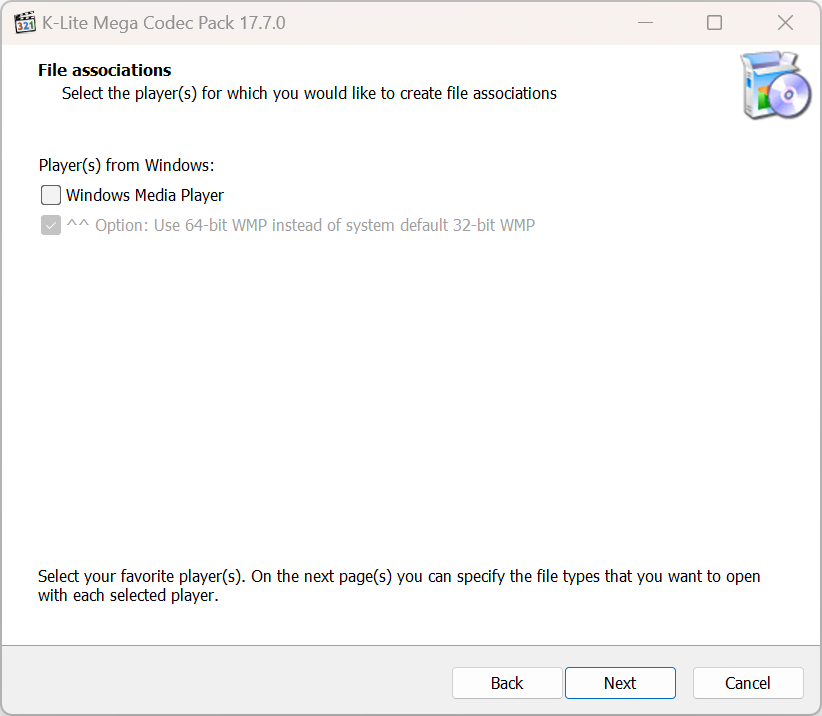 321
K-Lite Mega Codec Pack 17.7.0
File associations
Select the player(s) for which you would like to create file associations
Player(s) from Windows:
Windows Media Player
^^ Option: Use 64-bit WMP instead of system default 32-bit WMP
Select your favorite player(s). On the next page(s) you can specify the file types that you want to open
with each selected player.
Back
Next
Cancel